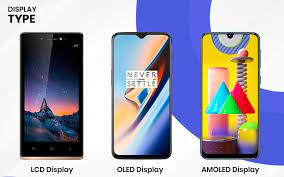 DISPLAY
TYPE
NEVER
SETTLE
LCD Display
OLED Display
AMOLED Display